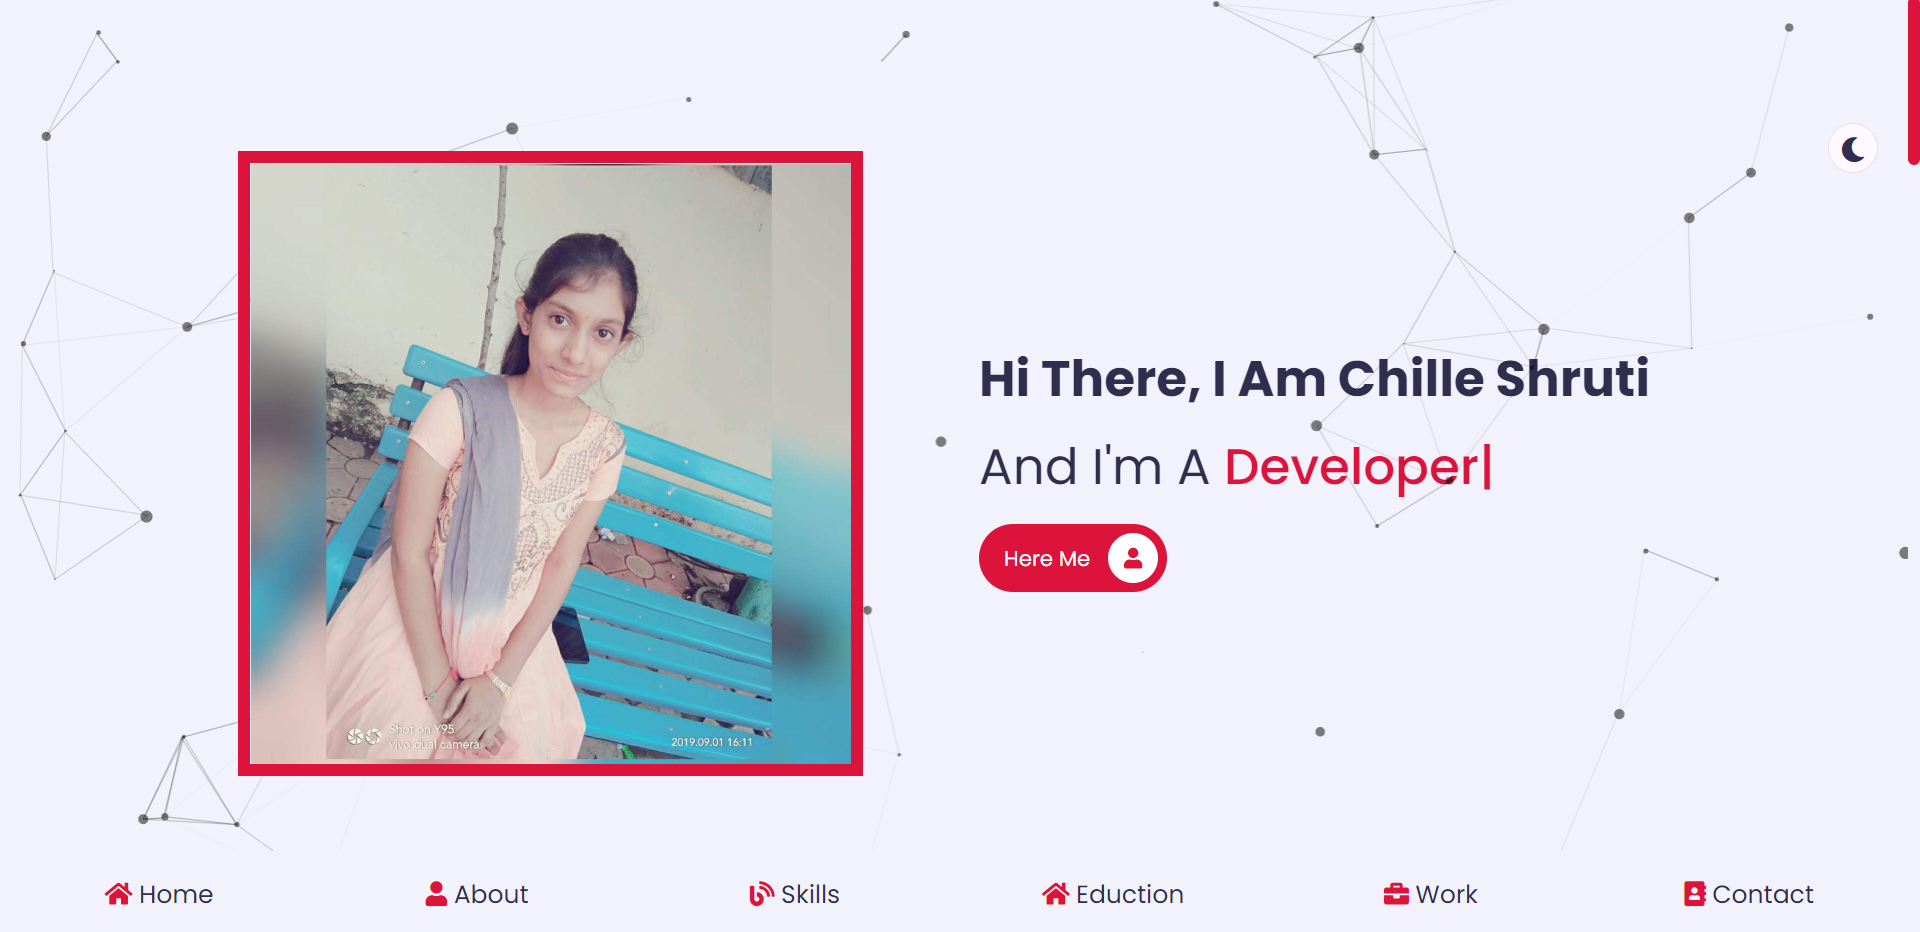 Hi There, I Am Chille Shruti
And I'm A Developer|
Here Me
Shot on Y95
vivo dual camera
2019.09.01 16:11
Home
About
Skills
Eduction
Work
Contact